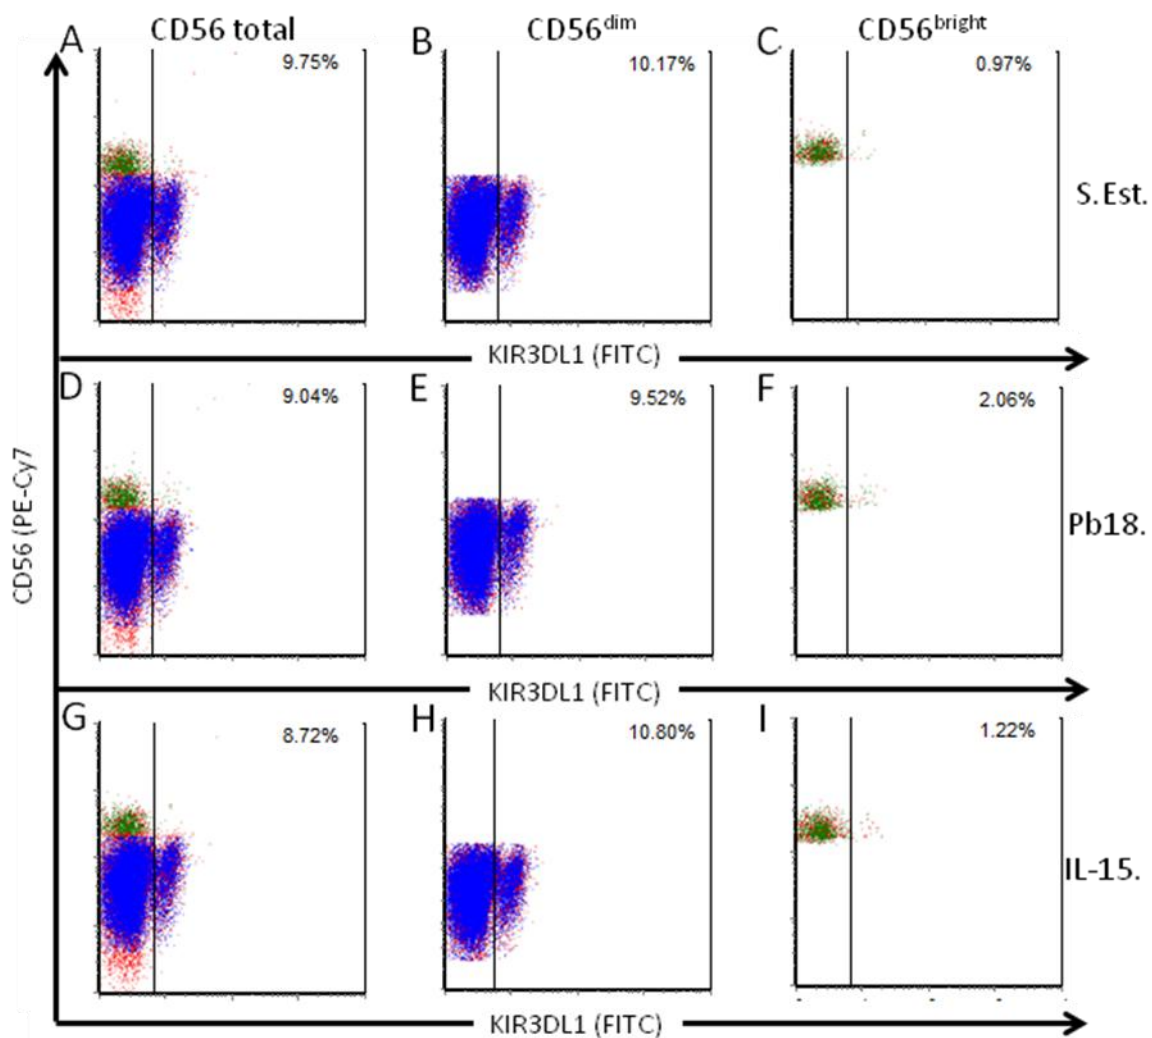 CD56 total CD56dim CD56bright
A 9.75% B 10.17% C 0.97%
S.Est.
KIR3DL1 (FITC)
D 9.04% E 9.52% F 2.06%
CD56 (PE-Cy7
Pb18.
KIR3DL1 (FITC)
G 8.72% H 10.80% I 1.22%
IL-15.
KIR3DL1 (FITC)